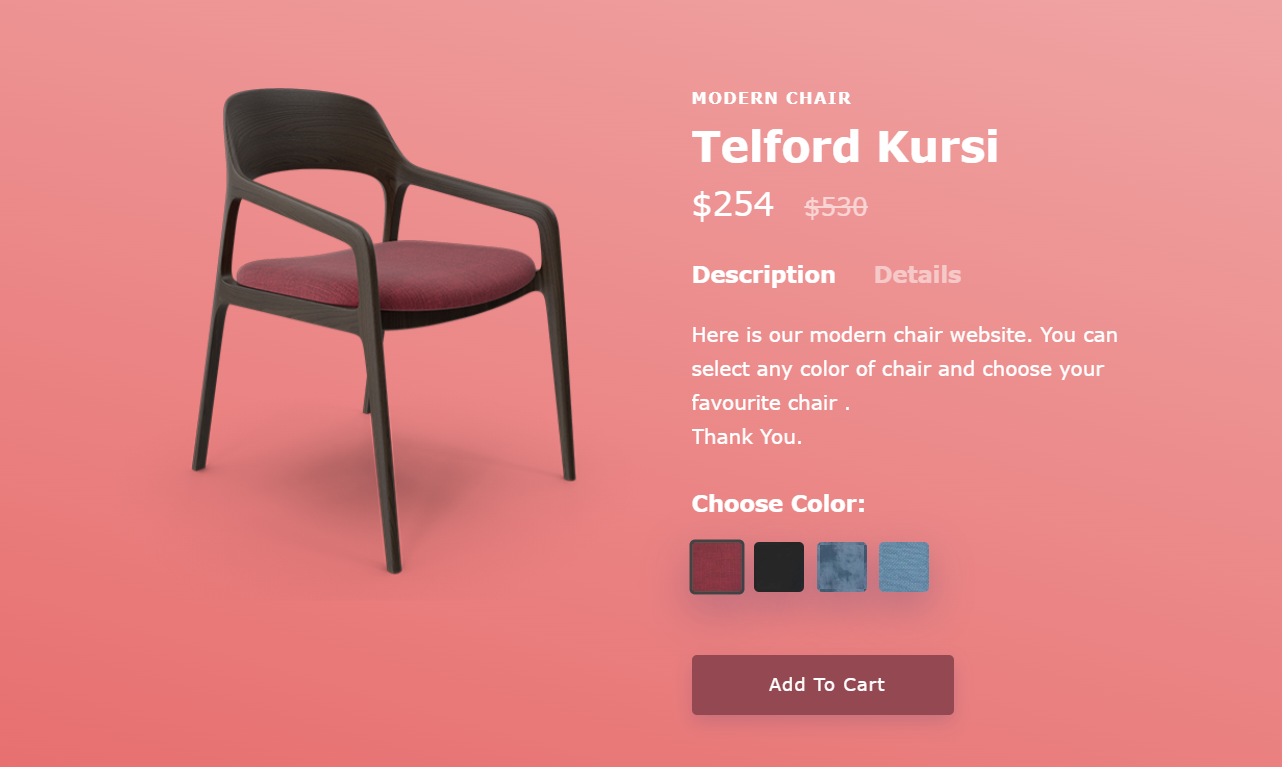 MODERN CHAIR
Telford Kursi
$254 $530
Description Details
Here is our modern chair website. You can
select any color of chair and choose your
favourite chair .
Thank You.
Choose Color:
Add To Cart